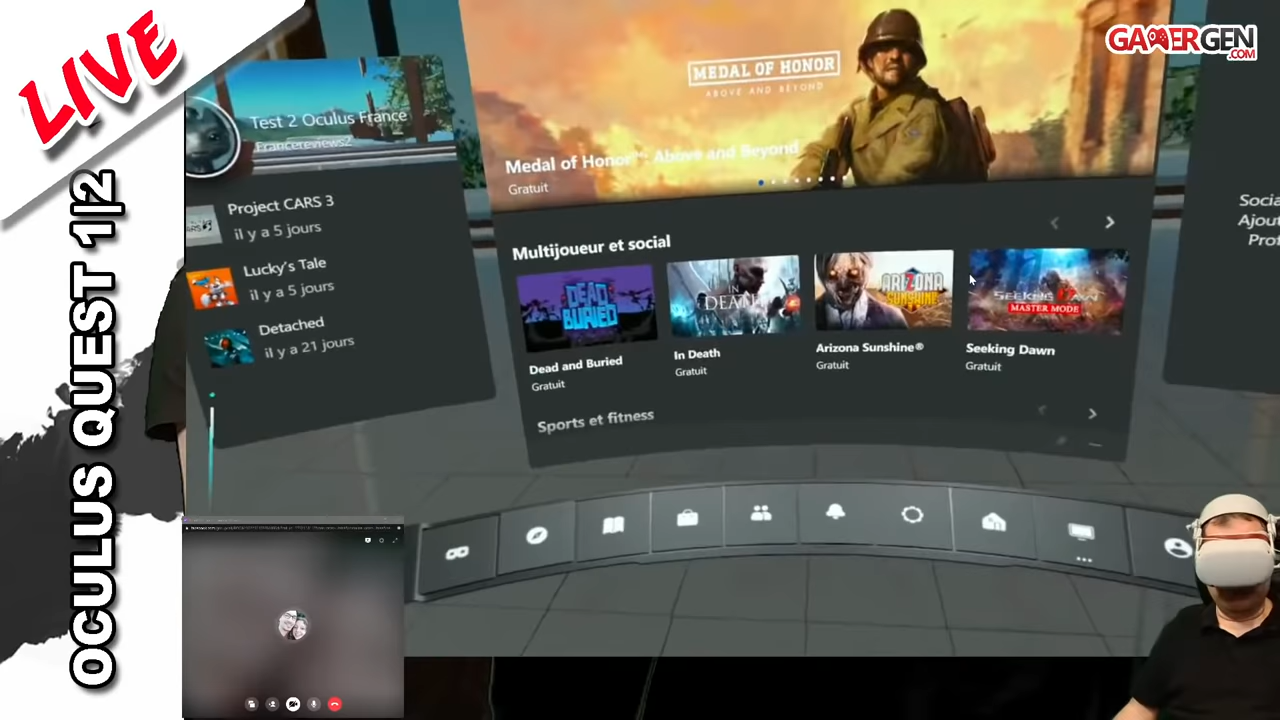 LIVE
OCULUS QUEST 1|2
GAMERGEN
.COM
Test 2 Oculus France
Francereviews2
Project CARS 3
il y a 5 jours
Lucky's Tale
il y a 5 jours
Detached
il y a 21 jours
MEDAL OF HONOR
ABOVE AND BEYOND
Medal of Honor™: Above and Beyond
Gratuit
Multijoueur et social
DEAD
BURIED
IN
DEATH
ARIZONA
SUNSHINE
SEEKING DAWN
MASTER MODE
Dead and Buried
Gratuit
In Death
Gratuit
Arizona Sunshine®
Gratuit
Seeking Dawn
Gratuit
Sports et fitness
Socia
Ajout
Prof